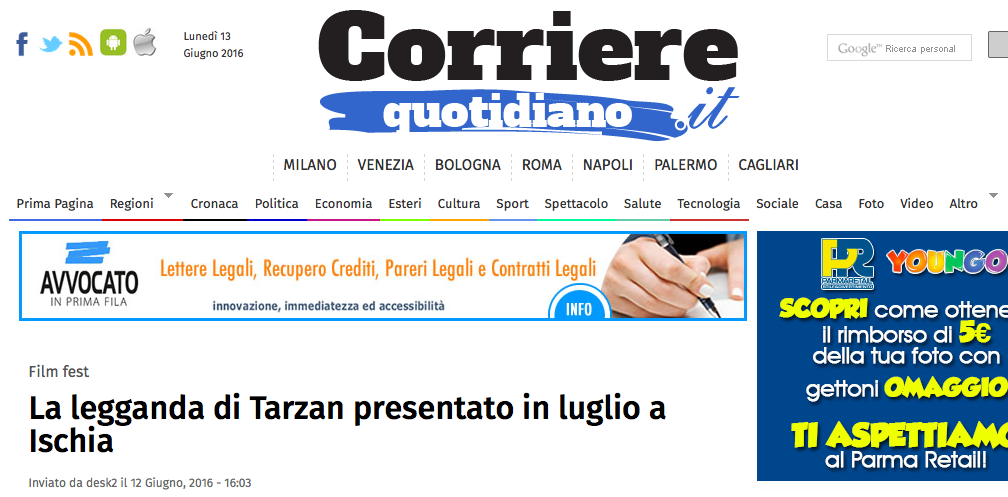 Lunedì 13
Giugno 2016
Corriere
quotidiano.it
Google™ Ricerca personal
MILANO VENEZIA BOLOGNA ROMA NAPOLI PALERMO CAGLIARI
Prima Pagina Regioni Cronaca Politica Economia Esteri Cultura Sport Spettacolo Salute Tecnologia Sociale Casa Foto Video Altro
AVVOCATO
IN PRIMA FILA
Lettere Legali, Recupero Crediti, Pareri Legali e Contratti Legali
innovazione, immediatezza ed accessibilità
INFO
PARMARETAIL
YOUNGO
SCOPRI come ottene
il rimborso di 5€
della tua foto con
gettoni OMAGGIO
TI ASPETTIAMO
al Parma Retail!
Film fest
La legganda di Tarzan presentato in luglio a
Ischia
Inviato da desk2 il 12 Giugno, 2016 - 16:03